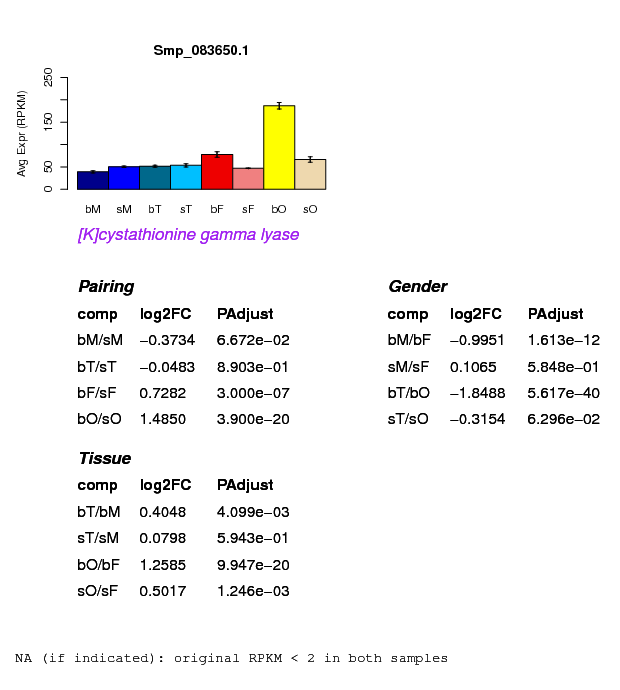 Smp_083650.1
Avg Expr (RPKM)
250
150
50
0
bM sM bT sT bF sF bO sO
[K]cystathionine gamma lyase
Pairing
comp log2FC PAdjust
bM/sM −0.3734 6.672e−02
bT/sT −0.0483 8.903e−01
bF/sF 0.7282 3.000e−07
bO/sO 1.4850 3.900e−20
Gender
comp log2FC PAdjust
bM/bF −0.9951 1.613e−12
sM/sF 0.1065 5.848e−01
bT/bO −1.8488 5.617e−40
sT/sO −0.3154 6.296e−02
Tissue
comp log2FC PAdjust
bT/bM 0.4048 4.099e−03
sT/sM 0.0798 5.943e−01
bO/bF 1.2585 9.947e−20
sO/sF 0.5017 1.246e−03
NA (if indicated): original RPKM < 2 in both samples